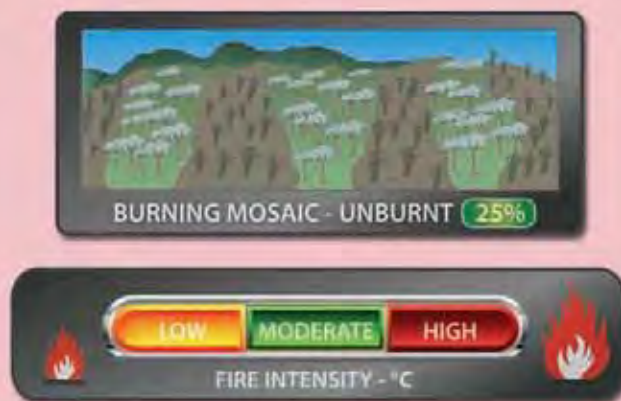 BURNING MOSAIC - UNBURNT 25%
LOW MODERATE HIGH
FIRE INTENSITY - °C